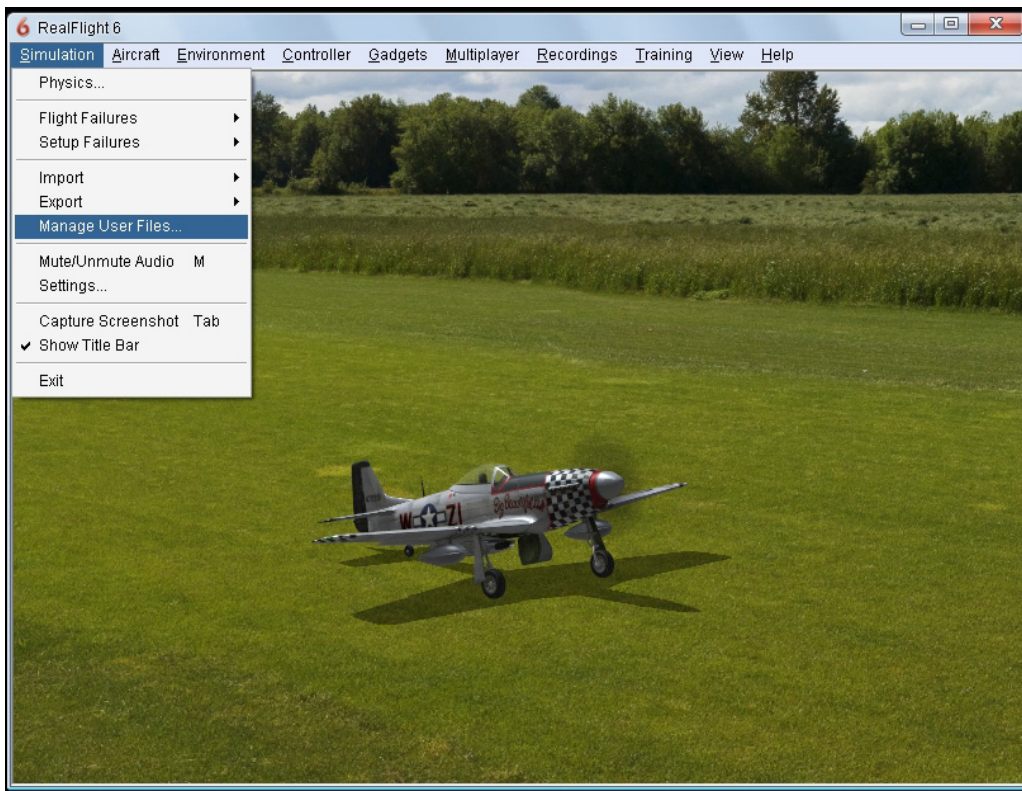 RealFlight 6
Simulation Aircraft Environment Controller Gadgets Multiplayer Recordings Training View Help
Physics...
Flight Failures
Setup Failures
Import
Export
Manage User Files...
Mute/Unmute Audio M
Settings...
Capture Screenshot Tab
Show Title Bar
Exit
W ZI